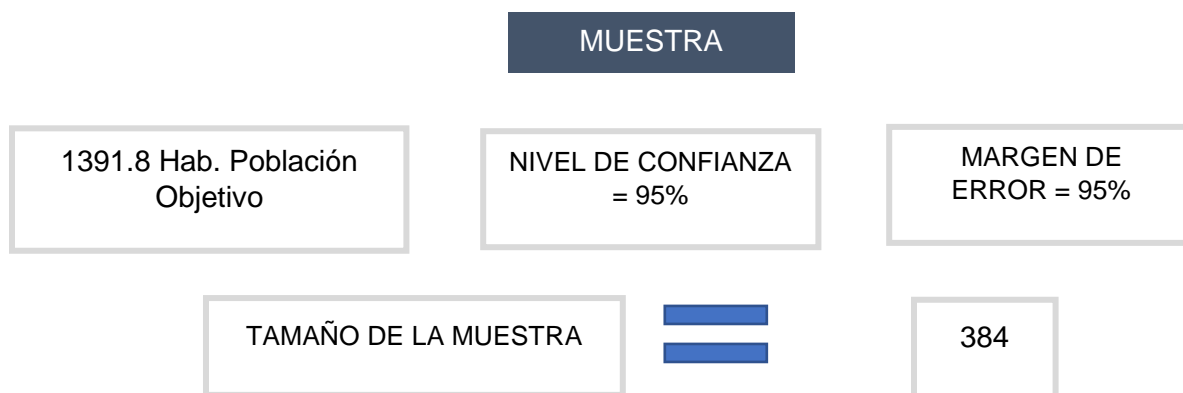 MUESTRA
1391.8 Hab. Población
Objetivo
NIVEL DE CONFIANZA
= 95%
MARGEN DE
ERROR = 95%
TAMAÑO DE LA MUESTRA
384